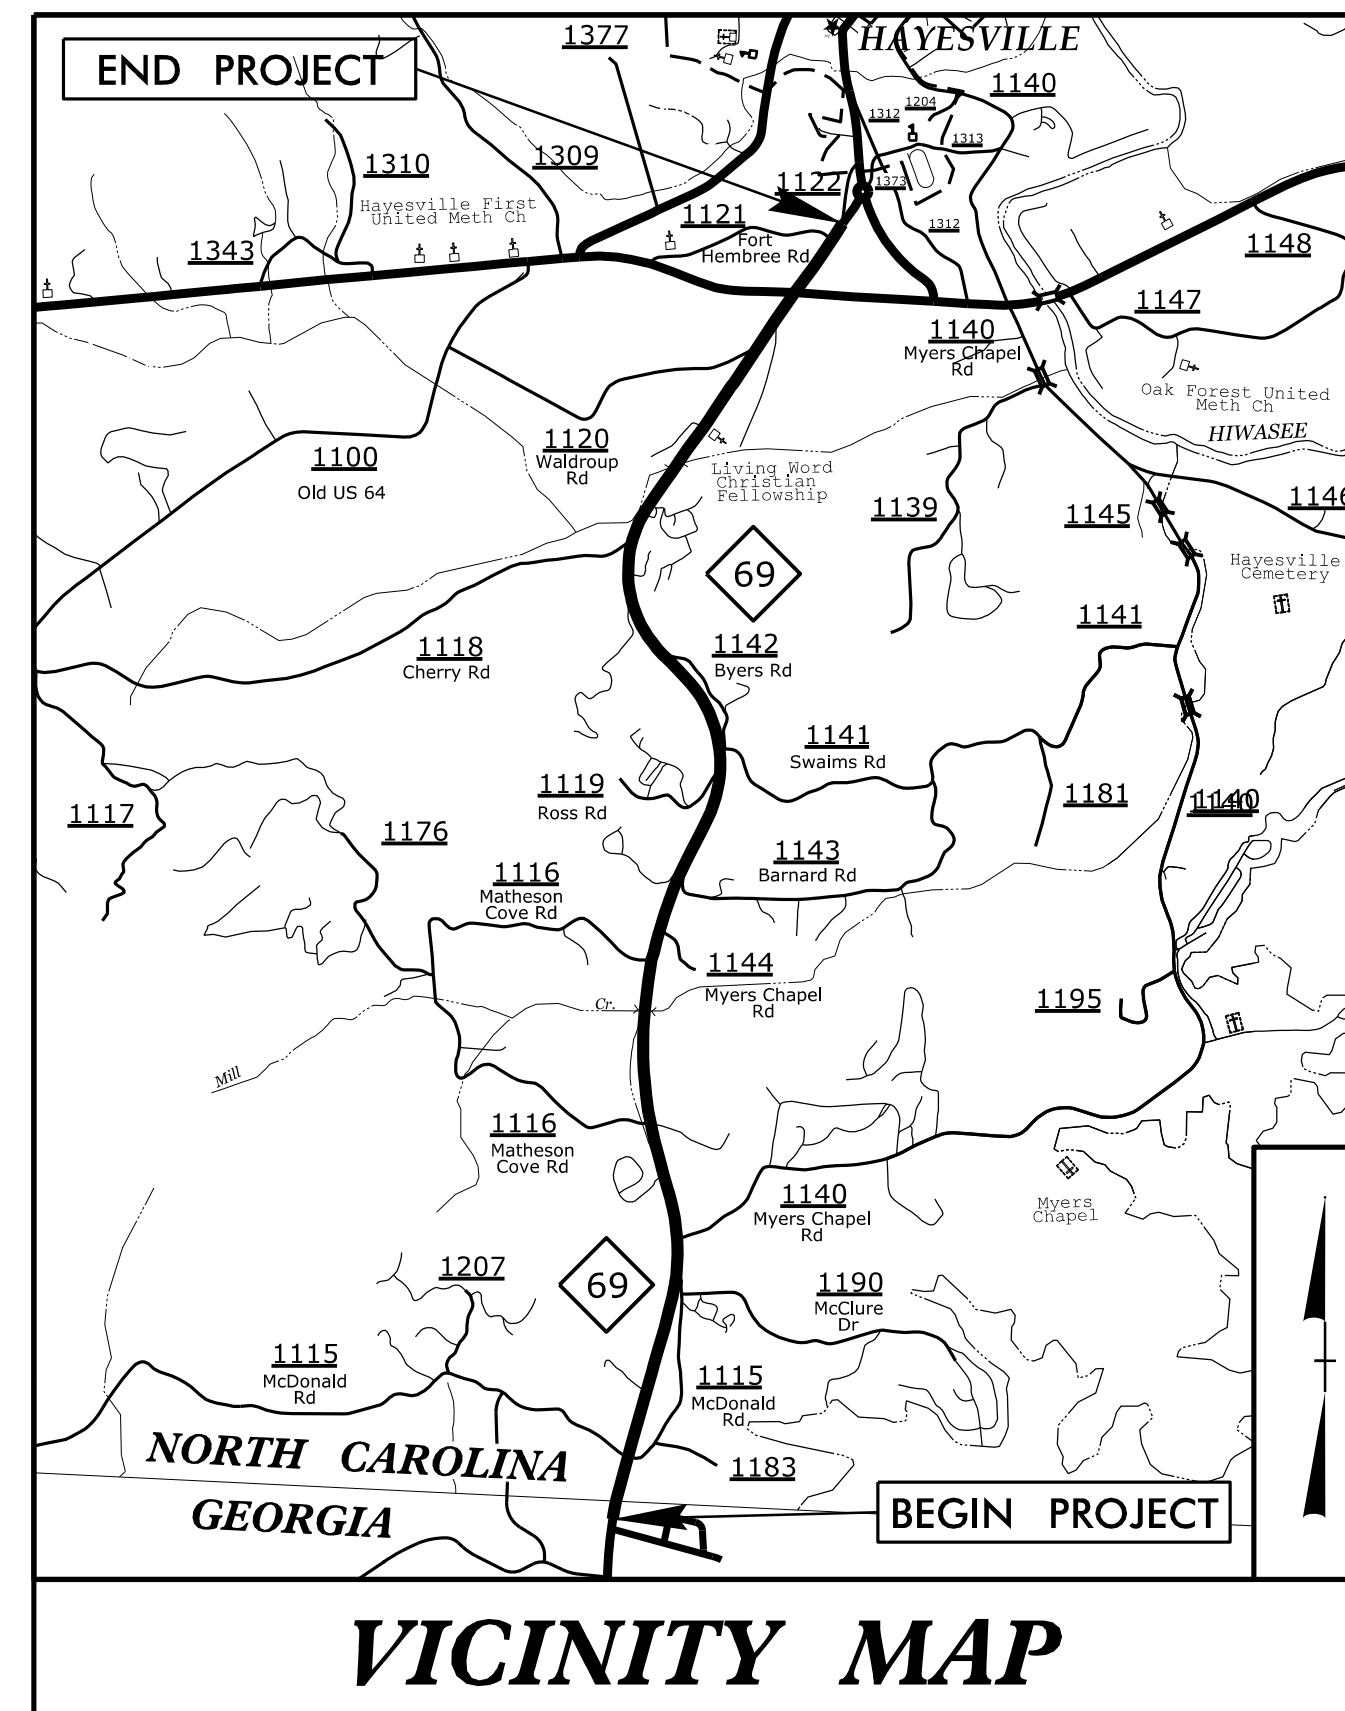 1377
HAYESVILLE
END PROJECT
1140
1204
1312
1313
1310
1309
1122
1373
Hayesville First
United Meth Ch
1121
Fort
Hembree Rd
1312
1343
1148
1147
1140
Myers Chapel
Rd
Oak Forest United
Meth Ch
HIWASEE
1120
Waldroup
Rd
1100
Old US 64
Living Word
Christian
Fellowship
1139
1145
1146
69
Hayesville
Cemetery
1141
1142
Byers Rd
1118
Cherry Rd
1141
Swaims Rd
1119
Ross Rd
1181
1140
1140
1117
1176
1143
Barnard Rd
1116
Matheson
Cove Rd
1144
Myers Chapel
Rd
1195
Cr.
Mill
1116
Matheson
Cove Rd
1140
Myers Chapel
Rd
Myers
Chapel
1207
69
1190
McClure
Dr
1115
McDonald
Rd
1115
McDonald
Rd
NORTH CAROLINA
1183
GEORGIA
BEGIN PROJECT
VICINITY MAP